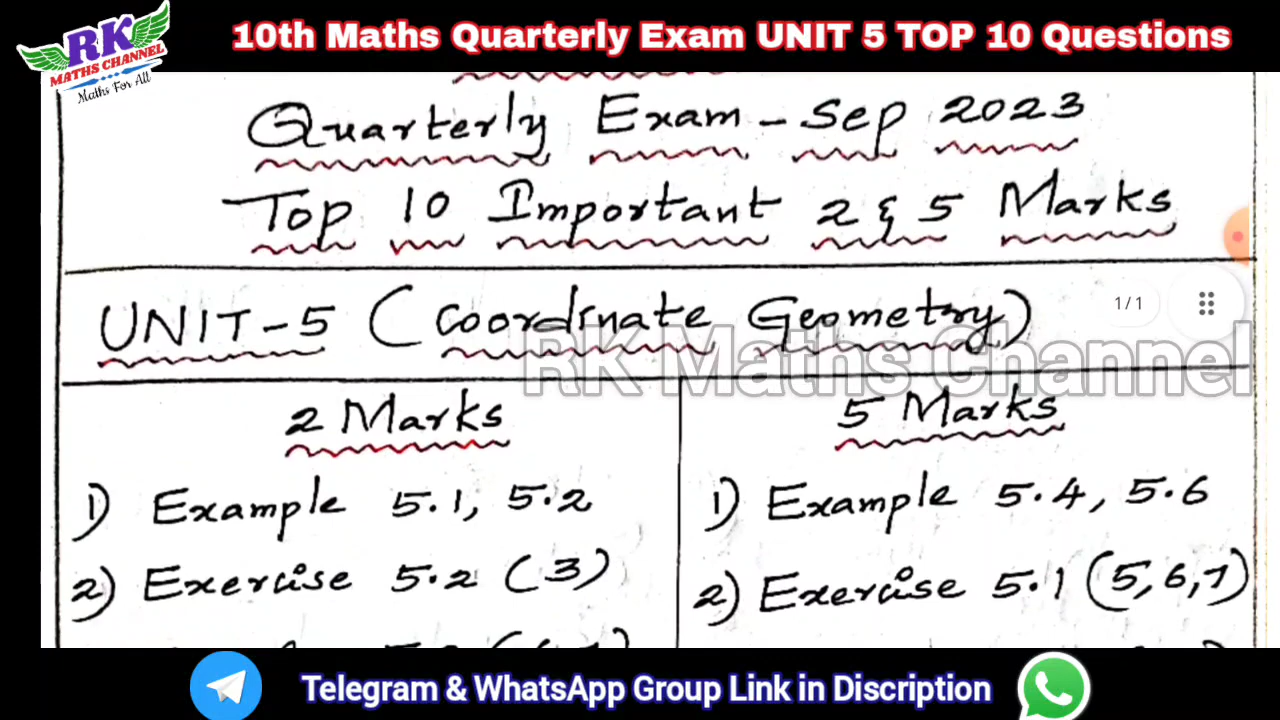 10th Maths Quarterly Exam UNIT 5 TOP 10 Questions
RK
MATHS CHANNEL
Maths For All
Quarterly Exam - Sep 2023
Top 10 Important 2 & 5 Marks
UNIT-5 (Coordinate Geometry)
1/1
RK Maths Channel
2 Marks
1) Example 5.1, 5.2
2) Exercise 5.2 (3)
5 Marks
1) Example 5.4, 5.6
2) Exercise 5.1 (5,6,7)
Telegram & WhatsApp Group Link in Discription